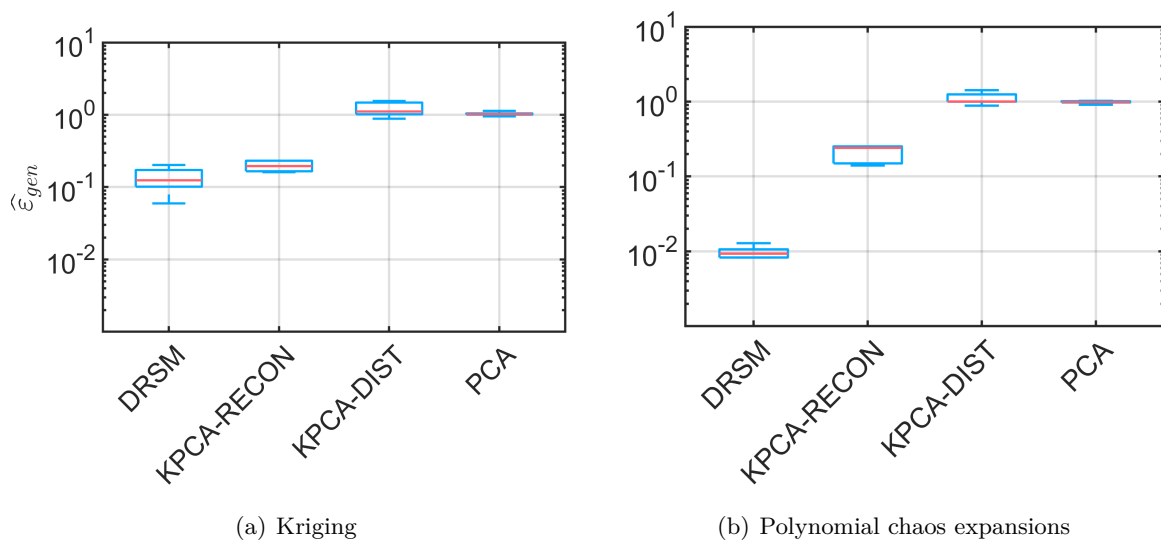 10^1
10^0
10^-1
10^-2
ε̂_gen
DRSM
KPCA-RECON
KPCA-DIST
PCA
(a) Kriging
10^1
10^0
10^-1
10^-2
DRSM
KPCA-RECON
KPCA-DIST
PCA
(b) Polynomial chaos expansions